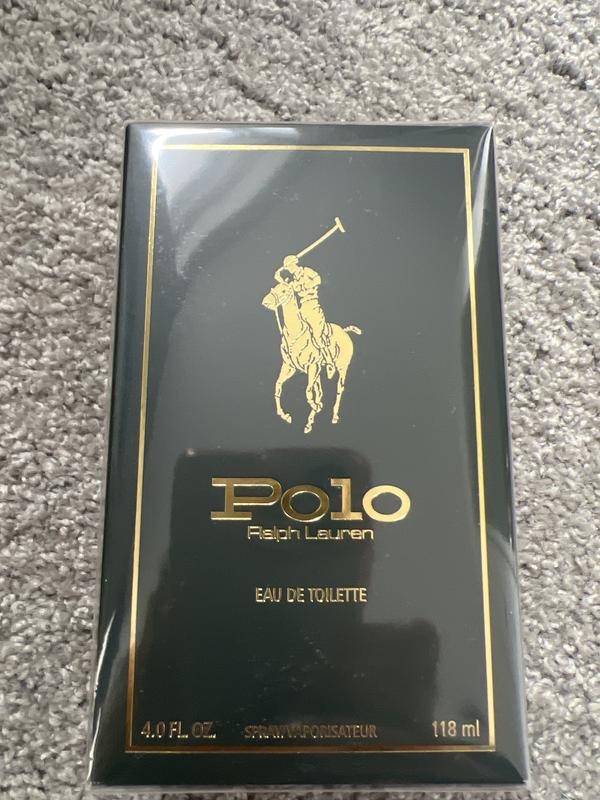 Polo
Ralph Lauren
EAU DE TOILETTE
4.0 FL. OZ. SPRAY/VAPORISATEUR 118 ml